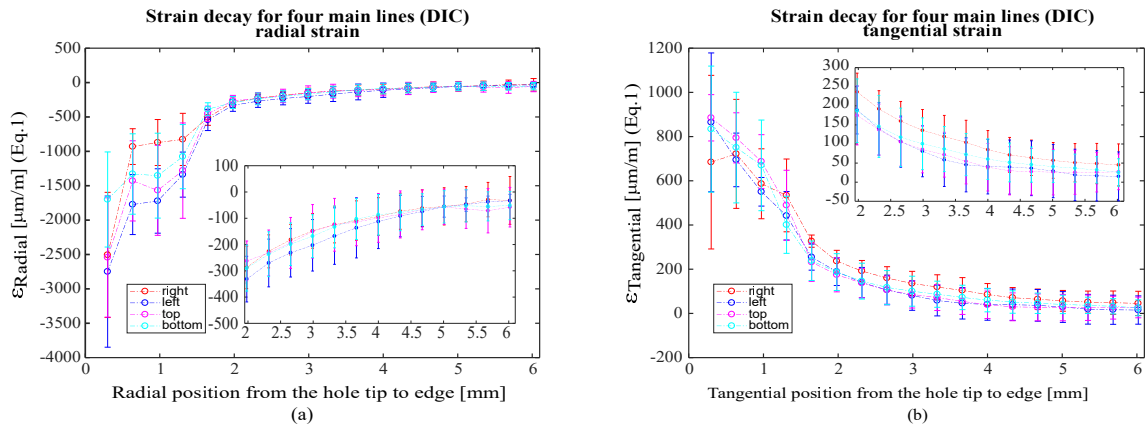 a)
Strain decay for four main lines (DIC)
radial strain
500
0
-500
-1000
-1500
-2000
-2500
-3000
-3500
-4000
εRadial [µm/m] (Eq.1)
100
0
-100
-200
-300
-400
-500
2 2.5 3 3.5 4 4.5 5 5.5 6
right
left
top
bottom
0 1 2 3 4 5 6
Radial position from the hole tip to edge [mm]
(a)
b)
Strain decay for four main lines (DIC)
tangential strain
1200
1000
800
600
400
200
0
-200
εTangential [µm/m] (Eq.1)
300
250
200
150
100
50
0
-50
2 2.5 3 3.5 4 4.5 5 5.5 6
right
left
top
bottom
0 1 2 3 4 5 6
Tangential position from the hole tip to edge [mm]
(b)